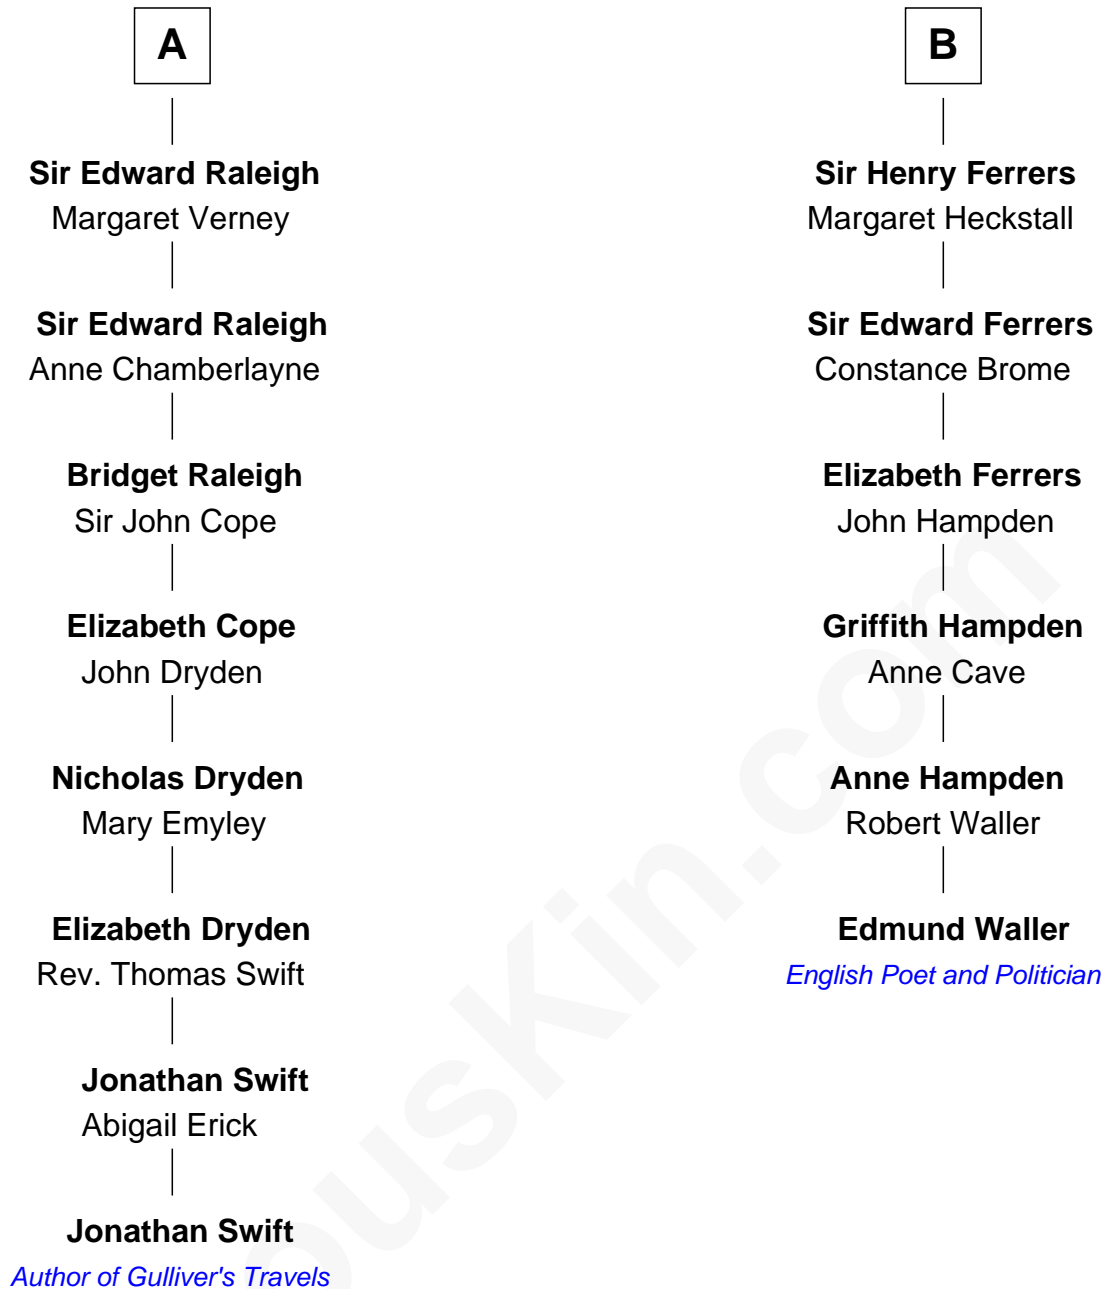 A
Sir Edward Raleigh
Margaret Verney
Sir Edward Raleigh
Anne Chamberlayne
Bridget Raleigh
Sir John Cope
Elizabeth Cope
John Dryden
Nicholas Dryden
Mary Emyley
Elizabeth Dryden
Rev. Thomas Swift
Jonathan Swift
Abigail Erick
Jonathan Swift
Author of Gulliver's Travels
B
Sir Henry Ferrers
Margaret Heckstall
Sir Edward Ferrers
Constance Brome
Elizabeth Ferrers
John Hampden
Griffith Hampden
Anne Cave
Anne Hampden
Robert Waller
Edmund Waller
English Poet and Politician
ousKin.com